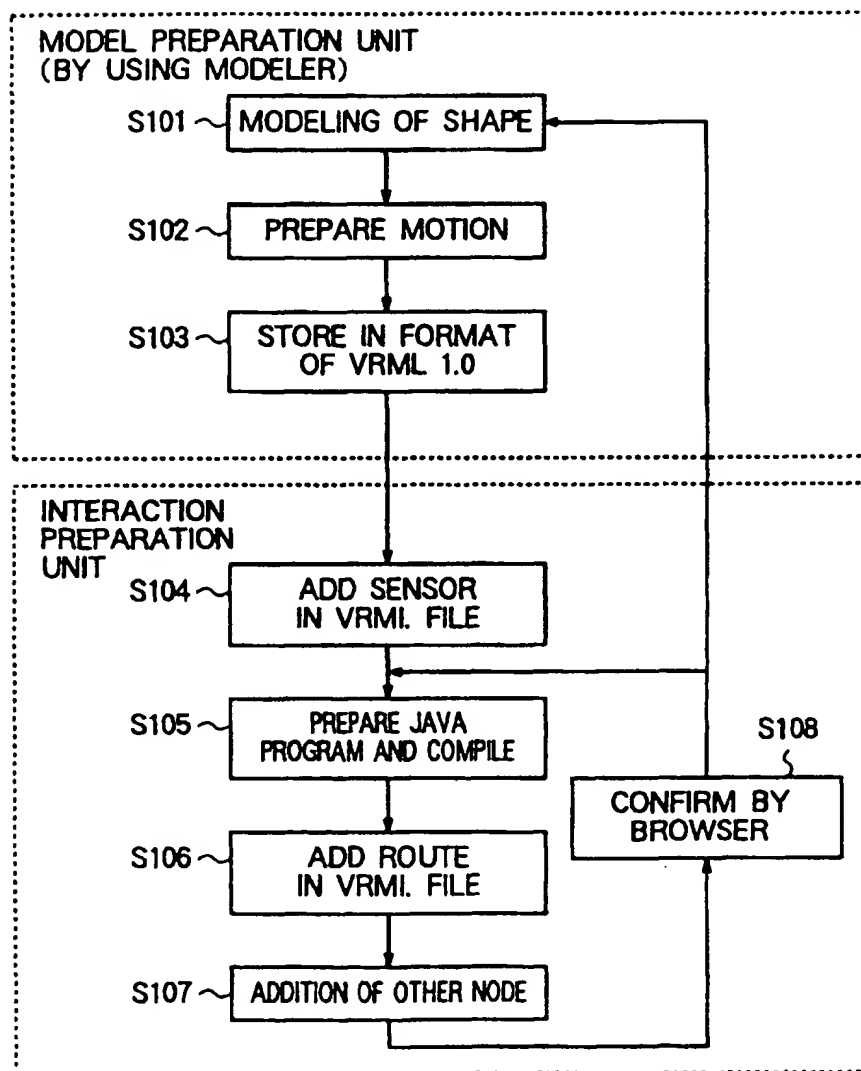 MODEL PREPARATION UNIT
(BY USING MODELER)
S101
MODELING OF SHAPE
S102
PREPARE MOTION
S103
STORE IN FORMAT
OF VRML 1.0
INTERACTION
PREPARATION
UNIT
S104
ADD SENSOR
IN VRMI. FILE
S105
PREPARE JAVA
PROGRAM AND COMPILE
S108
CONFIRM BY
BROWSER
S106
ADD ROUTE
IN VRMI. FILE
S107
ADDITION OF OTHER NODE